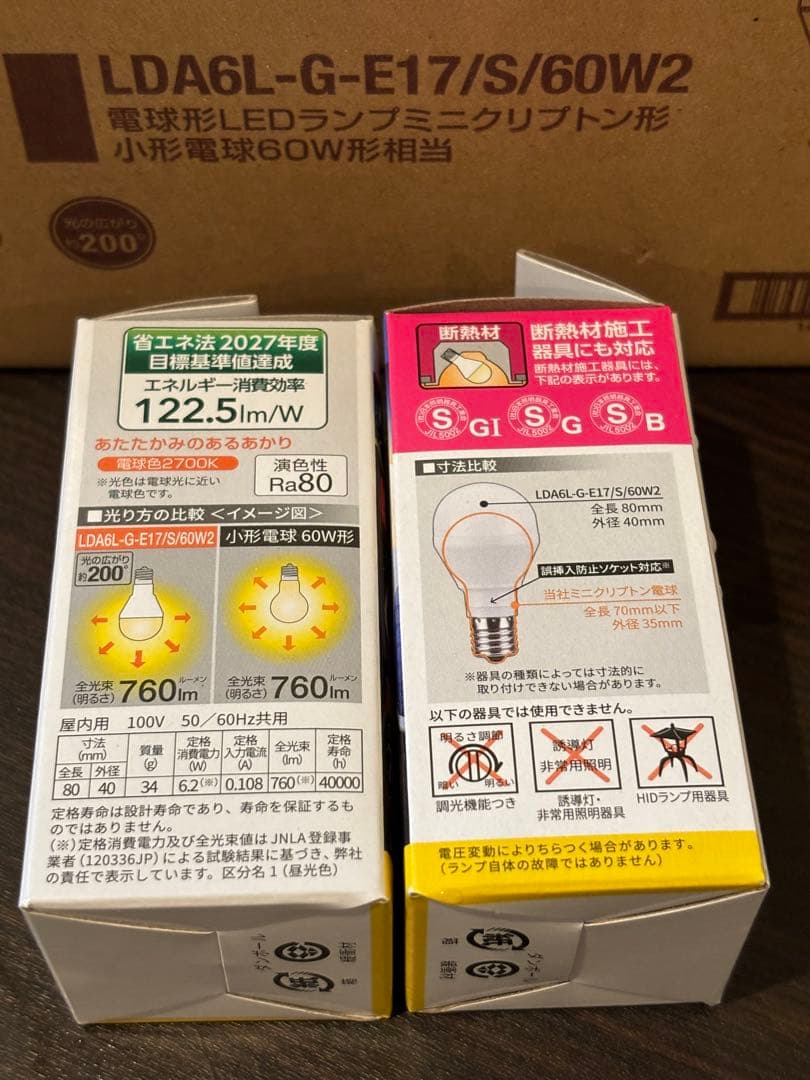 LDA6L-G-E17/S/60W2
電球形LEDランプミニクリプトン形
小形電球60W形相当
光の広がり
約200°
省エネ法2027年度
目標基準値達成
エネルギー消費効率
122.5lm/W
あたたかみのあるあかり
電球色2700K
※光色は電球光に近い
電球色です。
演色性
Ra80
■光り方の比較<イメージ図>
LDA6L-G-E17/S/60W2
小形電球 60W形
光の広がり
約200°
全光束
(明るさ) 760lm
ルーメン
全光束
(明るさ) 760lm
ルーメン
屋内用 100V 50/60Hz共用
寸法
(mm)
全長 外径
質量
(g)
定格
消費電力
(W)
定格
入力電流
(A)
全光束
(lm)
定格
寿命
(h)
80 40 34 6.2(※) 0.108 760(※) 40000
定格寿命は設計寿命であり、寿命を保証するも
のではありません。
(※)定格消費電力及び全光束値はJNLA登録事
業者(120336JP)による試験結果に基づき、弊社
の責任で表示しています。区分名1(昼光色)
断熱材
断熱材施工
器具にも対応
断熱材施工器具には、
下記の表示があります。
S GI S G S B
JIL5002
JIL5002
JIL5002
■寸法比較
LDA6L-G-E17/S/60W2
全長 80mm
外径 40mm
誤挿入防止ソケット対応※
当社ミニクリプトン電球
全長 70mm以下
外径 35mm
※器具の種類によっては寸法的に
取り付けできない場合があります。
以下の器具では使用できません。
明るさ調節
暗い 明るい
調光機能つき
誘導灯
非常用照明
誘導灯・
非常用照明器具
HIDランプ用器具
電圧変動によりちらつく場合があります。
(ランプ自体の故障ではありません)
紙
箱
紙
箱
ダンボール